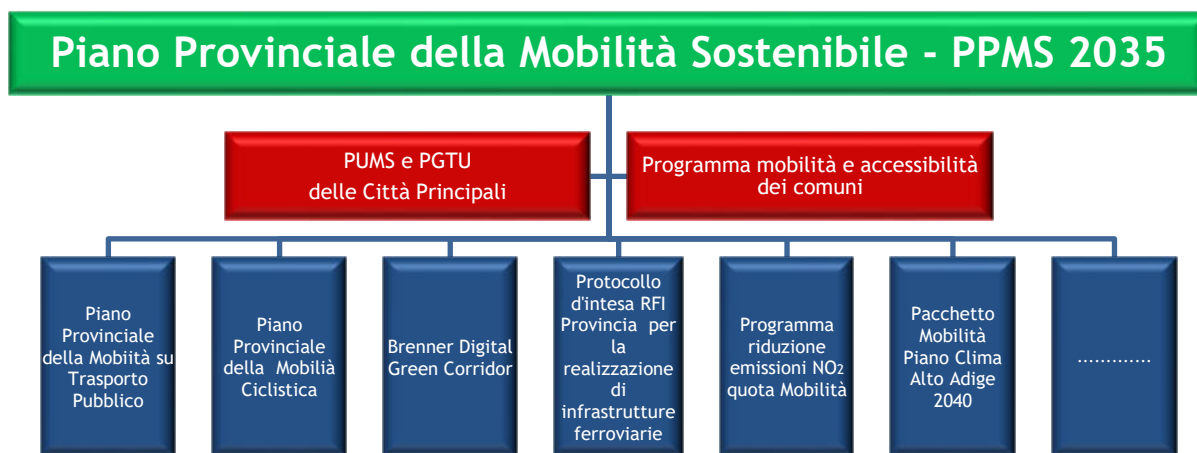 Piano Provinciale della Mobilità Sostenibile - PPMS 2035
PUMS e PGTU
delle Città Principali
Programma mobilità e accessibilità
dei comuni
Piano
Provinciale
della Mobiità su
Trasporto
Pubblico
Piano
Provinciale
della Mobilià
Ciclistica
Brenner Digital
Green Corridor
Protocollo
d'intesa RFI
Provincia per
la
realizzazione
di
infrastrutture
ferroviarie
Programma
riduzione
emissioni NO₂
quota Mobilità
Pacchetto
Mobilità
Piano Clima
Alto Adige
2040
.............